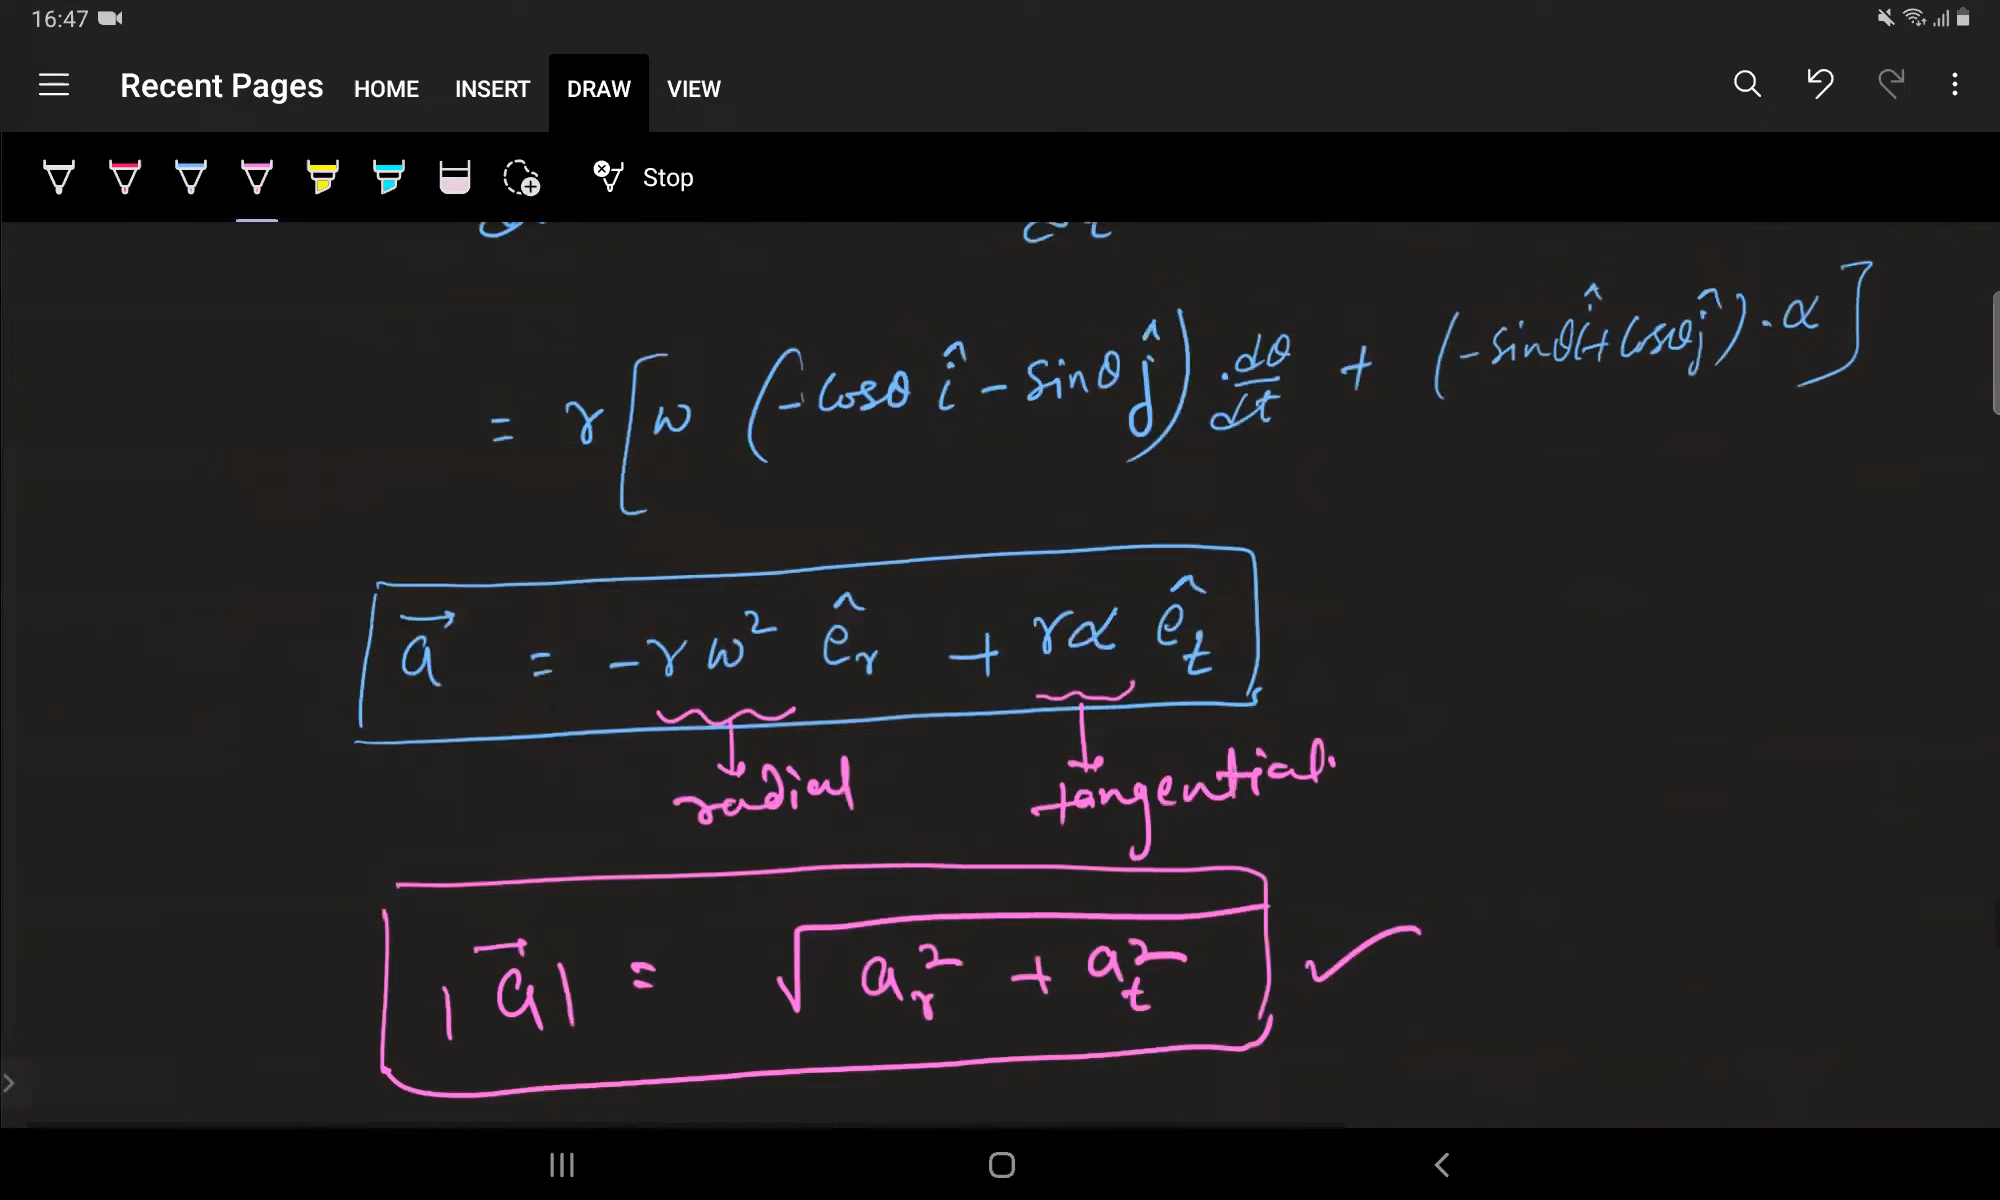 16:47
Recent Pages HOME INSERT DRAW VIEW
Stop
= r [ω (-cosθ î - sinθ ĵ) . dθ/dt + (-sinθ î + cosθ ĵ) . α]
a⃗ = -rω² ê_r + rα ê_t
radial tangential.
|a⃗| = √(a_r² + a_t²) ✓